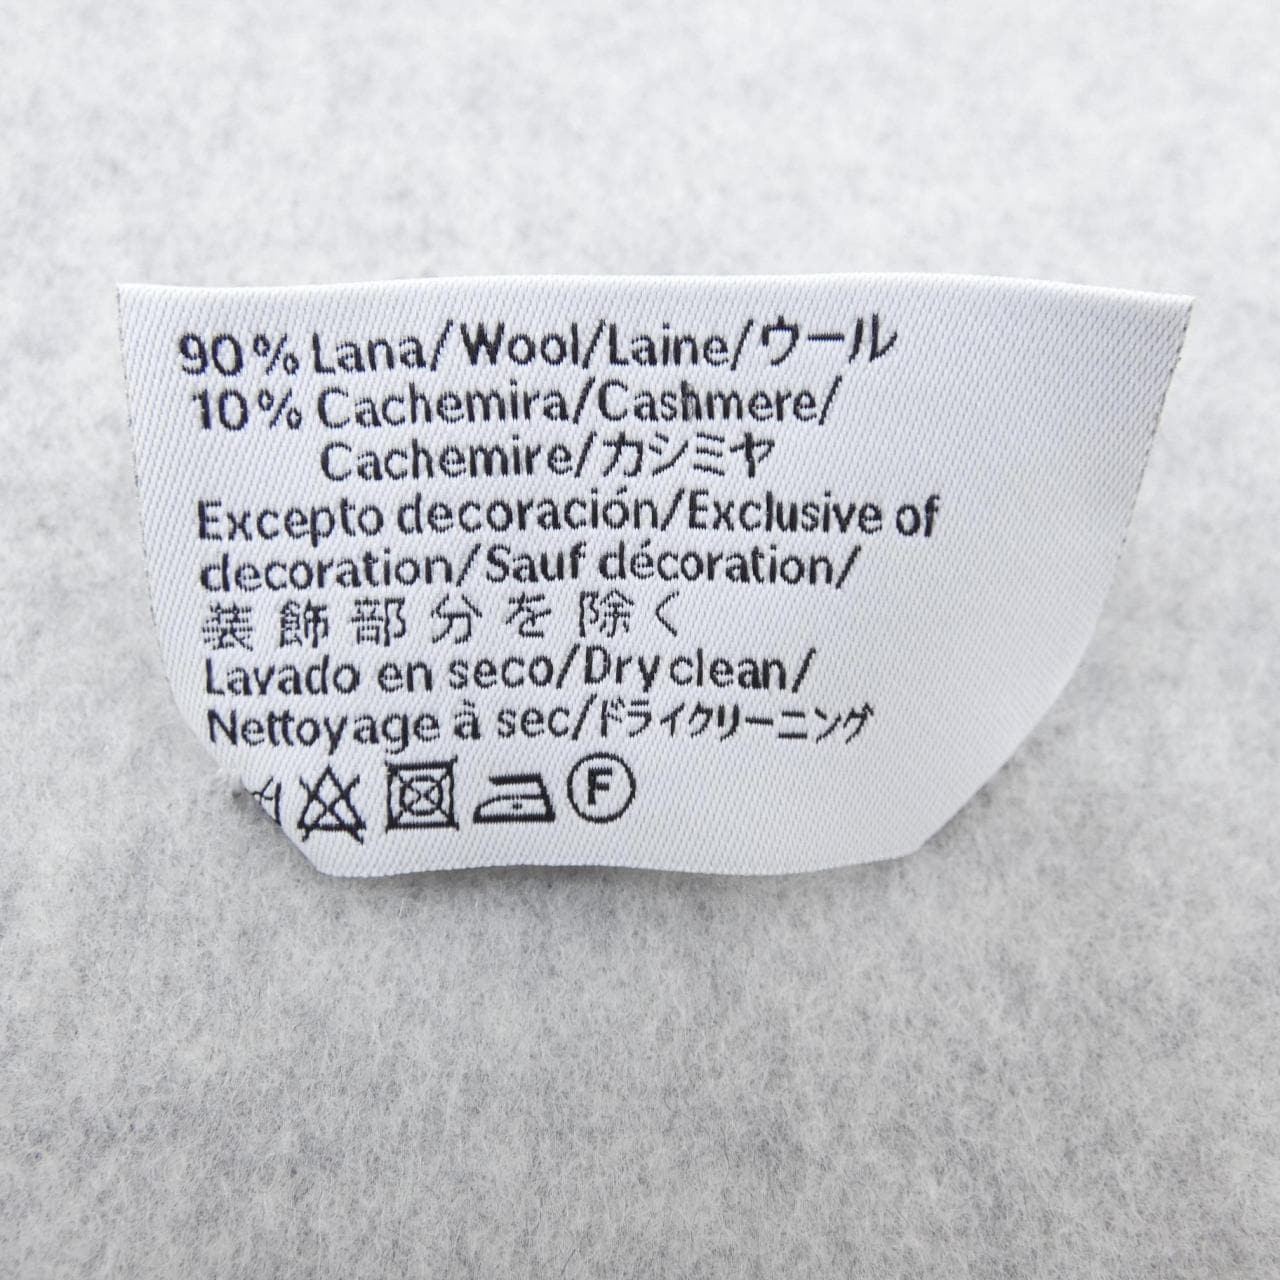 90% Lana/Wool/Laine/ウール
10% Cachemira/Cashmere/
Cachemire/カシミヤ
Excepto decoración/Exclusive of
decoration/Sauf décoration/
装飾部分を除く
Lavado en seco/Dry clean/
Nettoyage à sec/ドライクリーニング
F